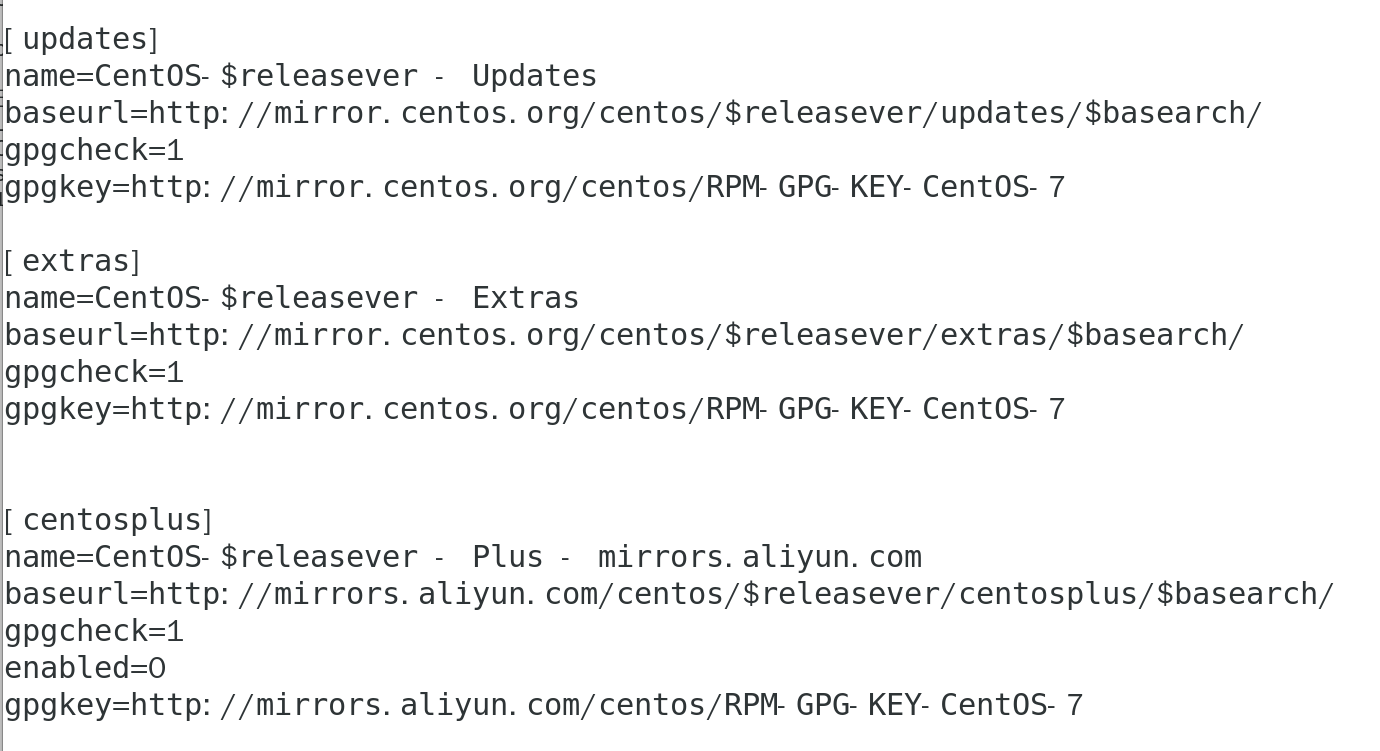 [updates]
name=CentOS-$releasever - Updates
baseurl=http://mirror.centos.org/centos/$releasever/updates/$basearch/
gpgcheck=1
gpgkey=http://mirror.centos.org/centos/RPM-GPG-KEY-CentOS-7
[extras]
name=CentOS-$releasever - Extras
baseurl=http://mirror.centos.org/centos/$releasever/extras/$basearch/
gpgcheck=1
gpgkey=http://mirror.centos.org/centos/RPM-GPG-KEY-CentOS-7
[centosplus]
name=CentOS-$releasever - Plus - mirrors.aliyun.com
baseurl=http://mirrors.aliyun.com/centos/$releasever/centosplus/$basearch/
gpgcheck=1
enabled=0
gpgkey=http://mirrors.aliyun.com/centos/RPM-GPG-KEY-CentOS-7